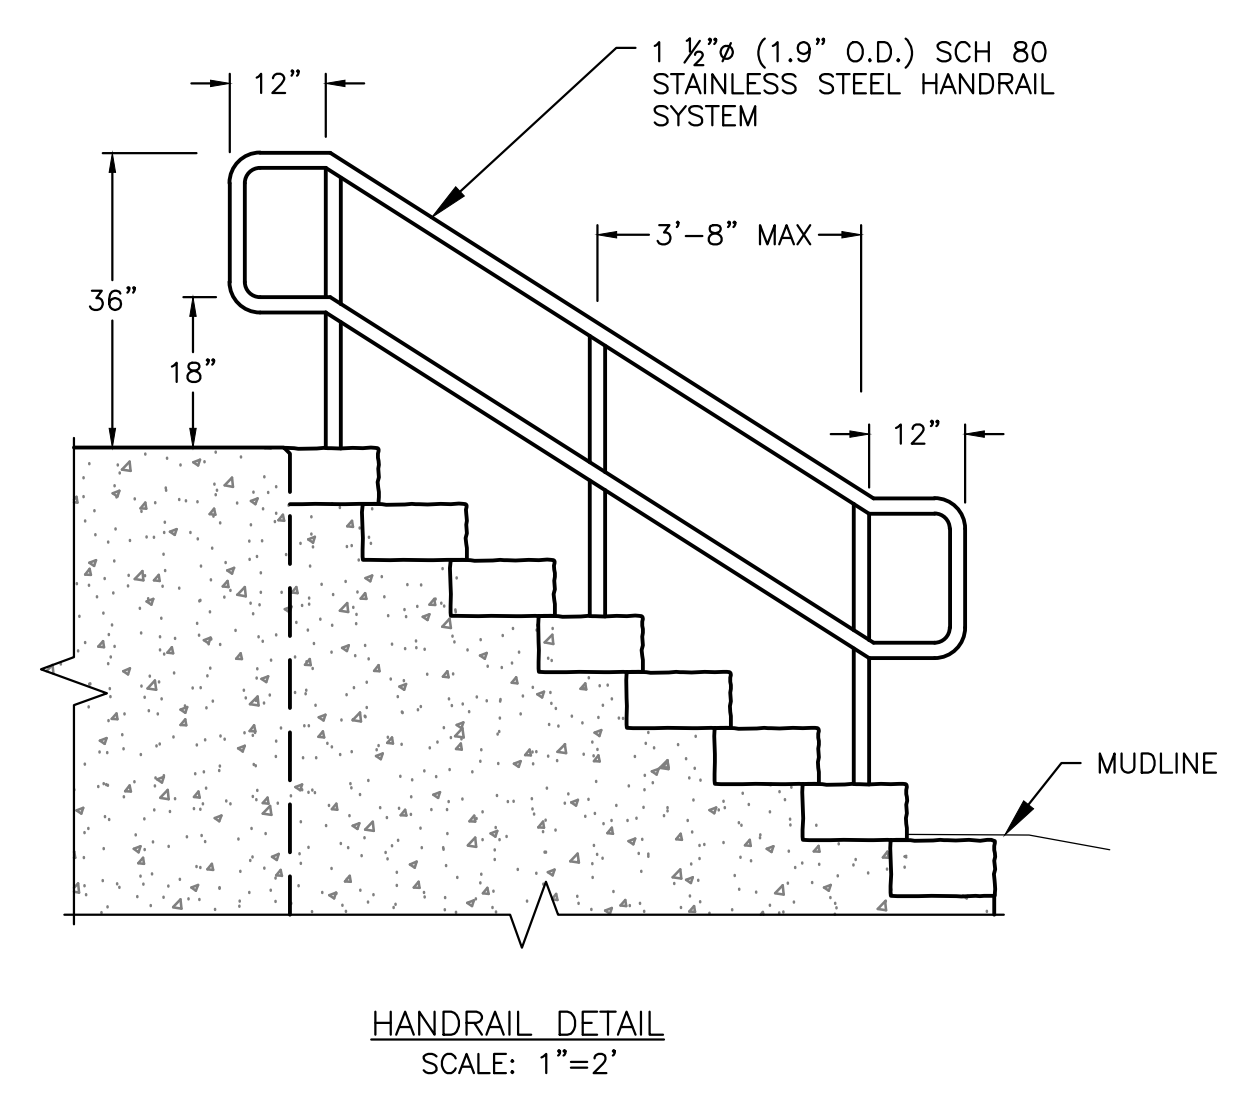 1 ½"ø (1.9" O.D.) SCH 80
STAINLESS STEEL HANDRAIL
SYSTEM
12"
3'-8" MAX
36"
18"
12"
MUDLINE
HANDRAIL DETAIL
SCALE: 1"=2'